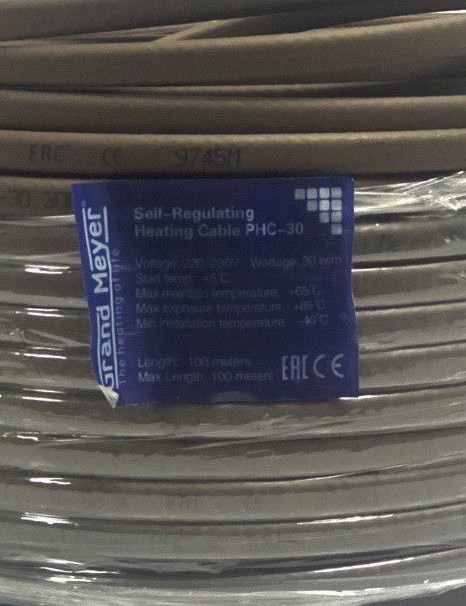 EAC CE 9745M
-30 30
Grand Meyer
The heating of life
Self-Regulating
Heating Cable PHC-30
Voltage: 220-230V Wattage: 30 w/m
Start temp: +5°C
Max maintain temperature: +65°C
Max exposure temperature: +85°C
Min installation temperature: -40°C
Length: 100 meters
Max Length: 100 meters
EAC CE